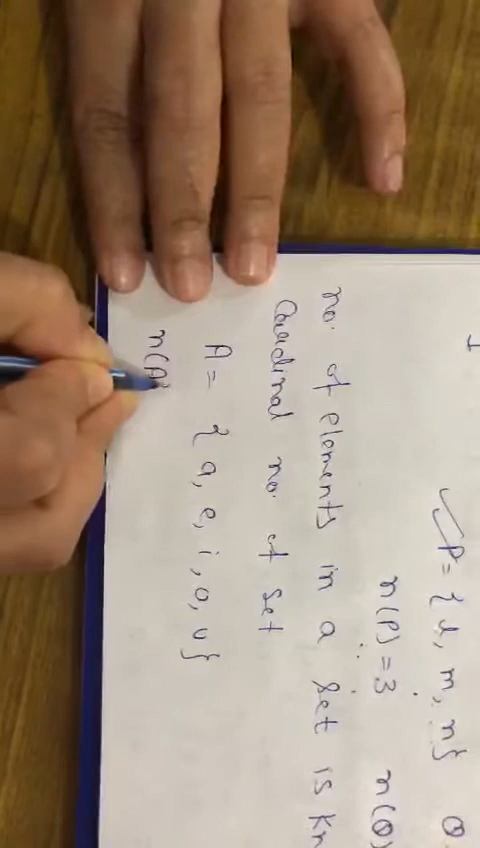 P = {l, m, n}
n(P) = 3 n(Q)
no. of elements in a set is kn
Cardinal no. of set
A = { a, e, i, o, u}
n(A)